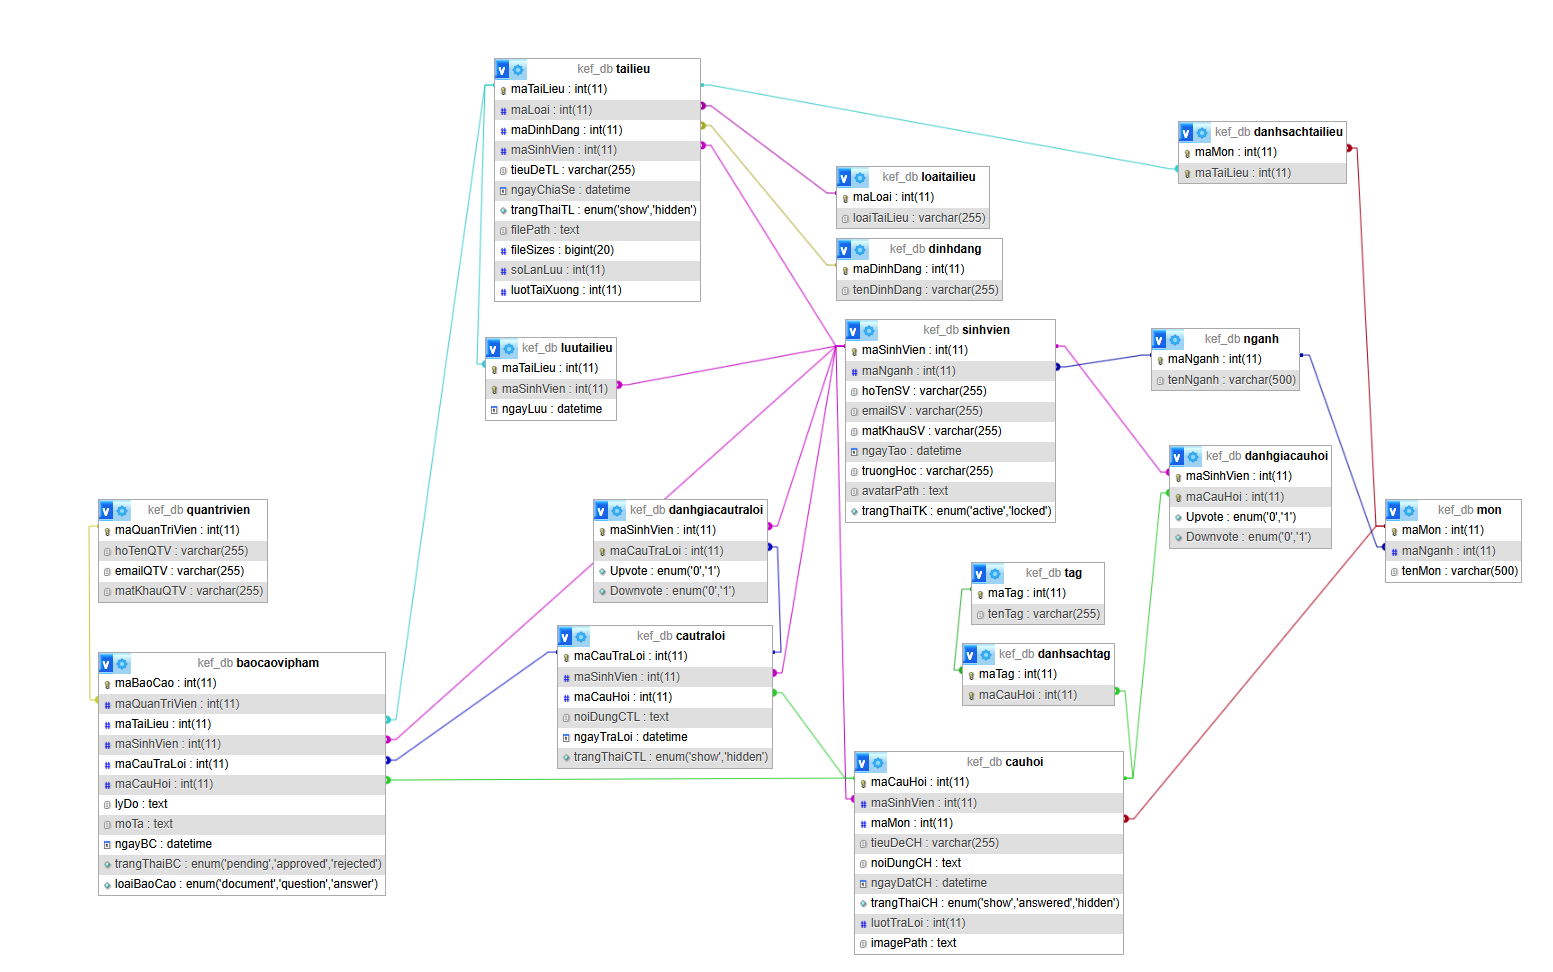 kef_db tailieu
maTaiLieu : int(11)
maLoai : int(11)
maDinhDang : int(11)
maSinhVien : int(11)
tieuDeTL : varchar(255)
ngayChiaSe : datetime
trangThaiTL : enum('show','hidden')
filePath : text
fileSizes : bigint(20)
soLanLuu : int(11)
luotTaiXuong : int(11)
kef_db danhsachtailieu
maMon : int(11)
maTaiLieu : int(11)
kef_db loaitailieu
maLoai : int(11)
loaiTaiLieu : varchar(255)
kef_db dinhdang
maDinhDang : int(11)
tenDinhDang : varchar(255)
kef_db luutailieu
maTaiLieu : int(11)
maSinhVien : int(11)
ngayLuu : datetime
kef_db sinhvien
maSinhVien : int(11)
maNganh : int(11)
hoTenSV : varchar(255)
emailSV : varchar(255)
matKhauSV : varchar(255)
ngayTao : datetime
truongHoc : varchar(255)
avatarPath : text
trangThaiTK : enum('active','locked')
kef_db nganh
maNganh : int(11)
tenNganh : varchar(500)
kef_db danhgiacauhoi
maSinhVien : int(11)
maCauHoi : int(11)
Upvote : enum('0','1')
Downvote : enum('0','1')
kef_db quantrivien
maQuanTriVien : int(11)
hoTenQTV : varchar(255)
emailQTV : varchar(255)
matKhauQTV : varchar(255)
kef_db danhgiacautraloi
maSinhVien : int(11)
maCauTraLoi : int(11)
Upvote : enum('0','1')
Downvote : enum('0','1')
kef_db mon
maMon : int(11)
maNganh : int(11)
tenMon : varchar(500)
kef_db tag
maTag : int(11)
tenTag : varchar(255)
kef_db cautraloi
maCauTraLoi : int(11)
maSinhVien : int(11)
maCauHoi : int(11)
noiDungCTL : text
ngayTraLoi : datetime
trangThaiCTL : enum('show','hidden')
kef_db danhsachtag
maTag : int(11)
maCauHoi : int(11)
kef_db baocaovipham
maBaoCao : int(11)
maQuanTriVien : int(11)
maTaiLieu : int(11)
maSinhVien : int(11)
maCauTraLoi : int(11)
maCauHoi : int(11)
lyDo : text
moTa : text
ngayBC : datetime
trangThaiBC : enum('pending','approved','rejected')
loaiBaoCao : enum('document','question','answer')
kef_db cauhoi
maCauHoi : int(11)
maSinhVien : int(11)
maMon : int(11)
tieuDeCH : varchar(255)
noiDungCH : text
ngayDatCH : datetime
trangThaiCH : enum('show','answered','hidden')
luotTraLoi : int(11)
imagePath : text